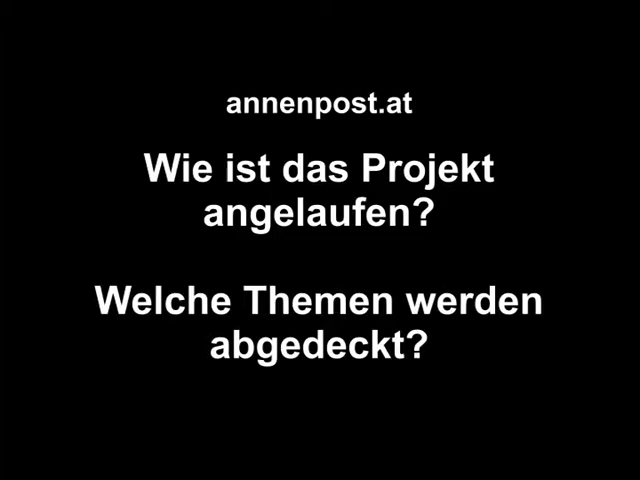 annenpost.at
Wie ist das Projekt
angelaufen?
Welche Themen werden
abgedeckt?